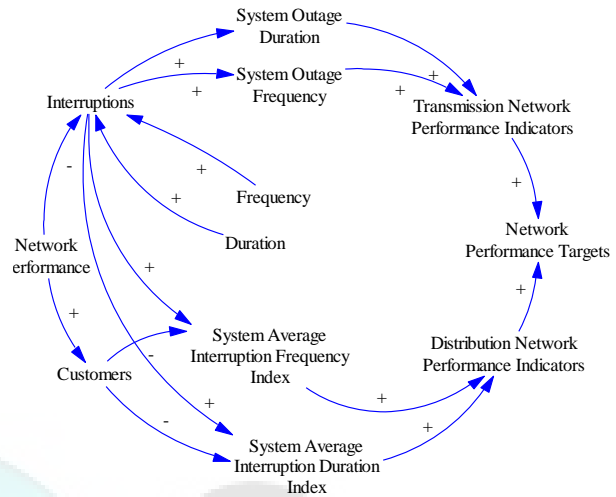 System Outage
Duration
+
+
System Outage
Frequency
+
+
Interruptions
Transmission Network
Performance Indicators
-
+
+
Frequency
+
Duration
Network
erformance
Network
Performance Targets
+
+
+
System Average
Interruption Frequency
Index
-
Customers
Distribution Network
Performance Indicators
+
+
-
+
System Average
Interruption Duration
Index